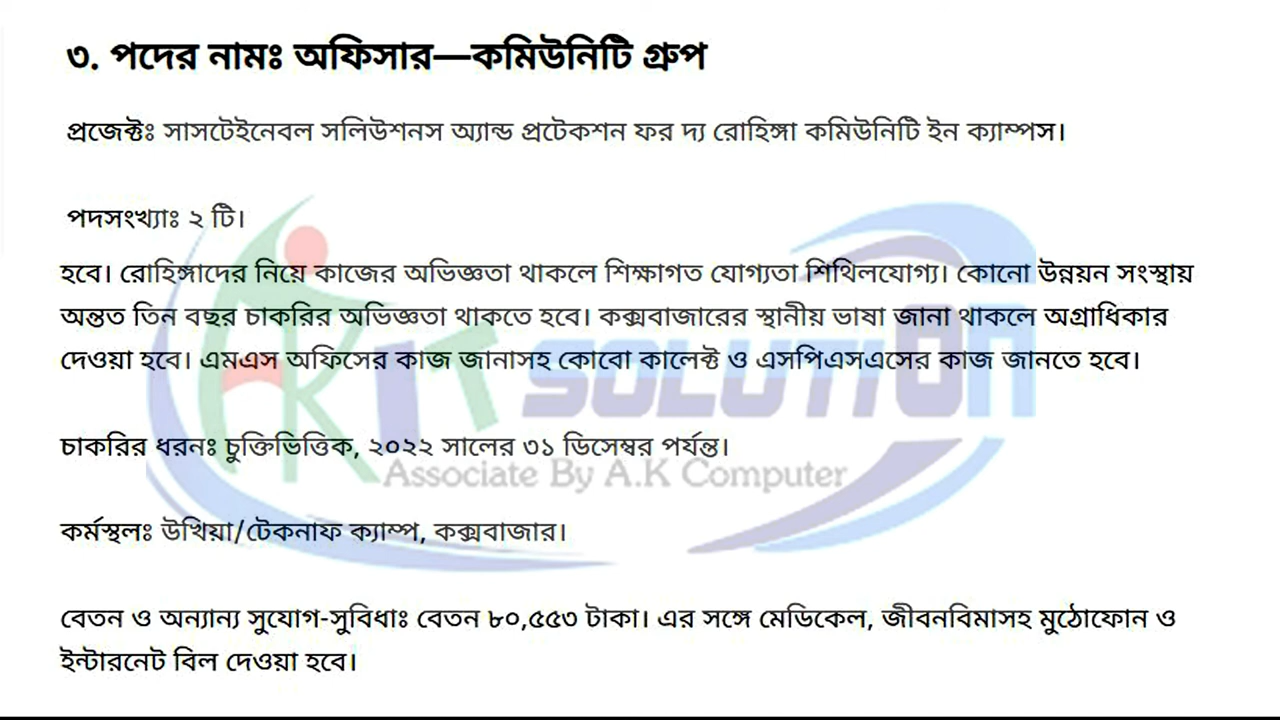 ৩. পদের নামঃ অফিসার—কমিউনিটি গ্রুপ
প্রজেক্টঃ সাসটেইনেবল সলিউশনস অ্যান্ড প্রটেকশন ফর দ্য রোহিঙ্গা কমিউনিটি ইন ক্যাম্পস।
পদসংখ্যাঃ ২ টি।
হবে। রোহিঙ্গাদের নিয়ে কাজের অভিজ্ঞতা থাকলে শিক্ষাগত যোগ্যতা শিথিলযোগ্য। কোনো উন্নয়ন সংস্থায়
অন্তত তিন বছর চাকরির অভিজ্ঞতা থাকতে হবে। কক্সবাজারের স্থানীয় ভাষা জানা থাকলে অগ্রাধিকার
দেওয়া হবে। এমএস অফিসের কাজ জানাসহ কোবো কালেক্ট ও এসপিএসএসের কাজ জানতে হবে।
KIT SOLUTION
চাকরির ধরনঃ চুক্তিভিত্তিক, ২০২২ সালের ৩১ ডিসেম্বর পর্যন্ত।
Associate By A.K Computer
কর্মস্থলঃ উখিয়া/টেকনাফ ক্যাম্প, কক্সবাজার।
বেতন ও অন্যান্য সুযোগ-সুবিধাঃ বেতন ৮০,৫৫৩ টাকা। এর সঙ্গে মেডিকেল, জীবনবিমাসহ মুঠোফোন ও
ইন্টারনেট বিল দেওয়া হবে।